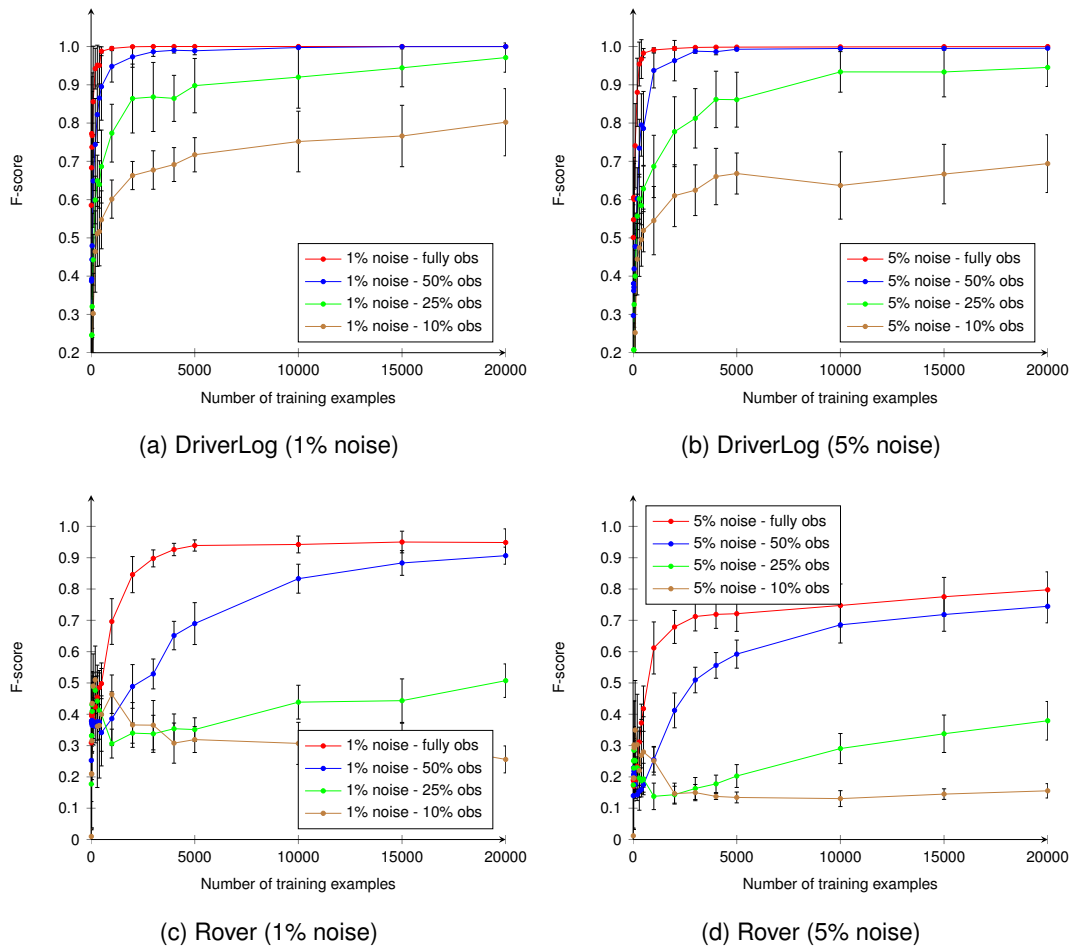 1.0
0.9
0.8
0.7
0.6
0.5
0.4
0.3
0.2
F-score
0 5000 10000 15000 20000
Number of training examples
1% noise - fully obs
1% noise - 50% obs
1% noise - 25% obs
1% noise - 10% obs
(a) DriverLog (1% noise)
1.0
0.9
0.8
0.7
0.6
0.5
0.4
0.3
0.2
F-score
0 5000 10000 15000 20000
Number of training examples
5% noise - fully obs
5% noise - 50% obs
5% noise - 25% obs
5% noise - 10% obs
(b) DriverLog (5% noise)
1.0
0.9
0.8
0.7
0.6
0.5
0.4
0.3
0.2
0.1
0
F-score
0 5000 10000 15000 20000
Number of training examples
1% noise - fully obs
1% noise - 50% obs
1% noise - 25% obs
1% noise - 10% obs
(c) Rover (1% noise)
1.0
0.9
0.8
0.7
0.6
0.5
0.4
0.3
0.2
0.1
0
F-score
0 5000 10000 15000 20000
Number of training examples
5% noise - fully obs
5% noise - 50% obs
5% noise - 25% obs
5% noise - 10% obs
(d) Rover (5% noise)